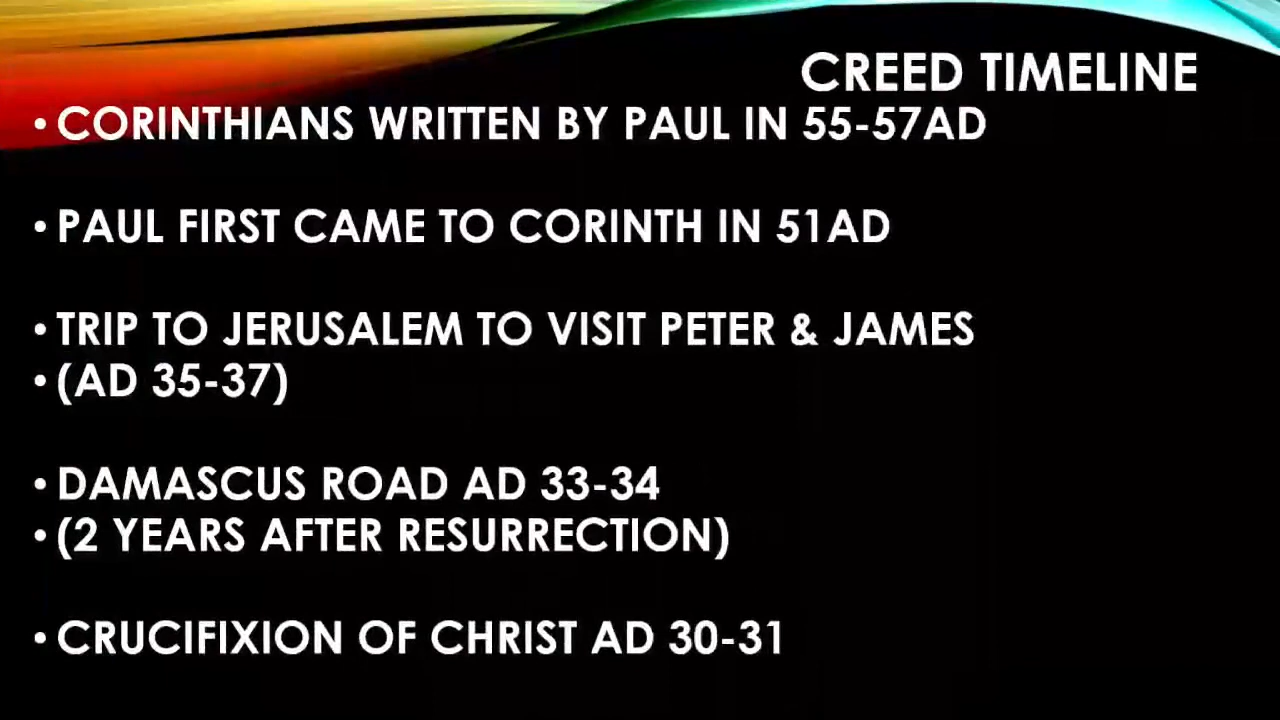 CREED TIMELINE
• CORINTHIANS WRITTEN BY PAUL IN 55-57AD
• PAUL FIRST CAME TO CORINTH IN 51AD
• TRIP TO JERUSALEM TO VISIT PETER & JAMES
• (AD 35-37)
• DAMASCUS ROAD AD 33-34
• (2 YEARS AFTER RESURRECTION)
• CRUCIFIXION OF CHRIST AD 30-31